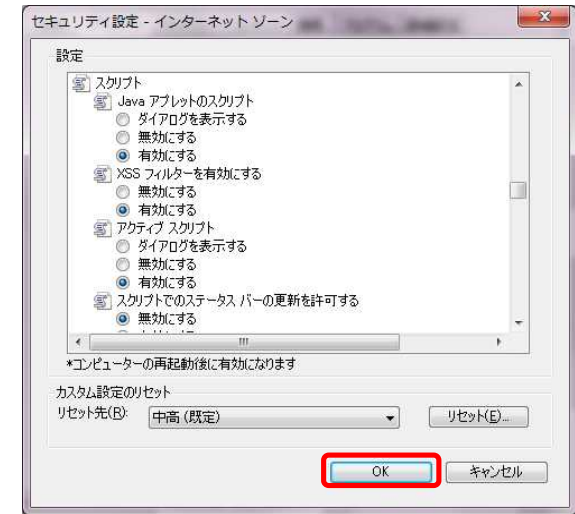 セキュリティ設定 - インターネット ゾーン
設定
スクリプト
Java アプレットのスクリプト
ダイアログを表示する
無効にする
有効にする
XSS フィルターを有効にする
無効にする
有効にする
アクティブ スクリプト
ダイアログを表示する
無効にする
有効にする
スクリプトでのステータス バーの更新を許可する
無効にする
*コンピューターの再起動後に有効になります
カスタム設定のリセット
リセット先(R): 中高 (既定) リセット(E)...
OK キャンセル